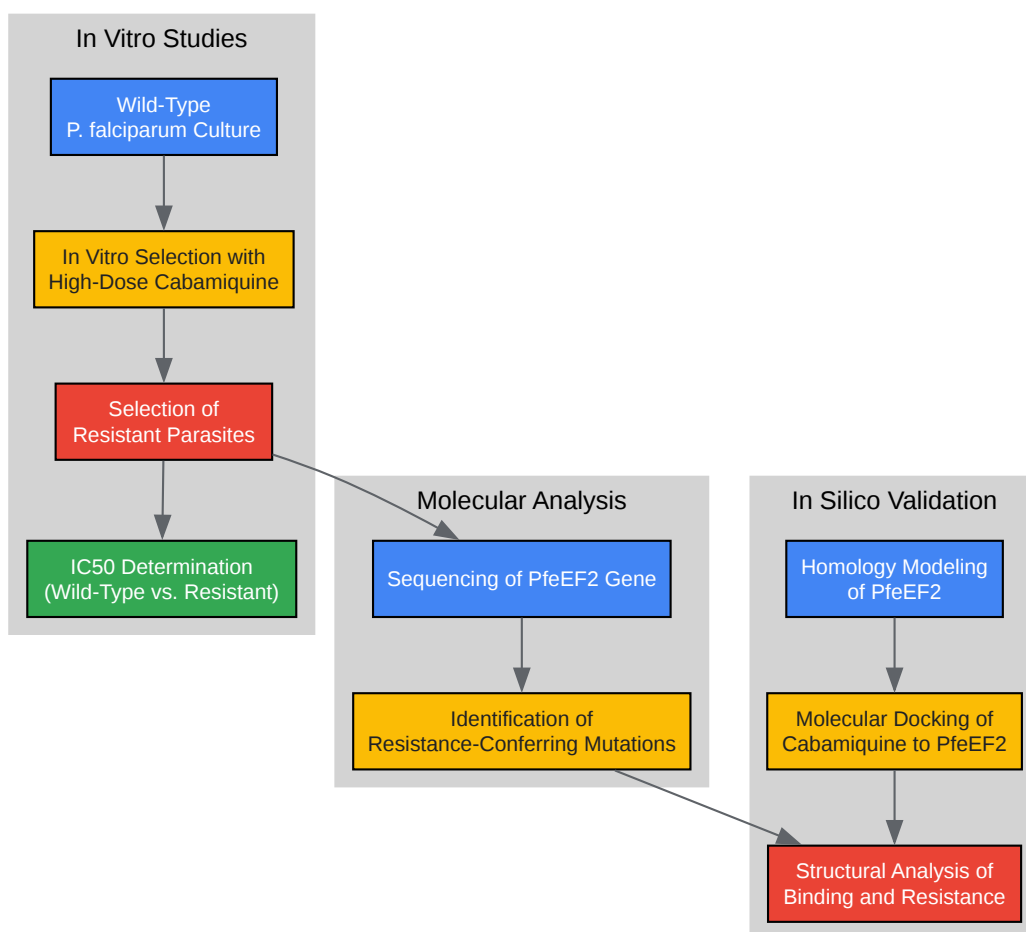 In Vitro Studies
Wild-Type
P. falciparum Culture
In Vitro Selection with
High-Dose Cabamiquine
Selection of
Resistant Parasites
IC50 Determination
(Wild-Type vs. Resistant)
Molecular Analysis
Sequencing of PfeEF2 Gene
Identification of
Resistance-Conferring Mutations
In Silico Validation
Homology Modeling
of PfeEF2
Molecular Docking of
Cabamiquine to PfeEF2
Structural Analysis of
Binding and Resistance